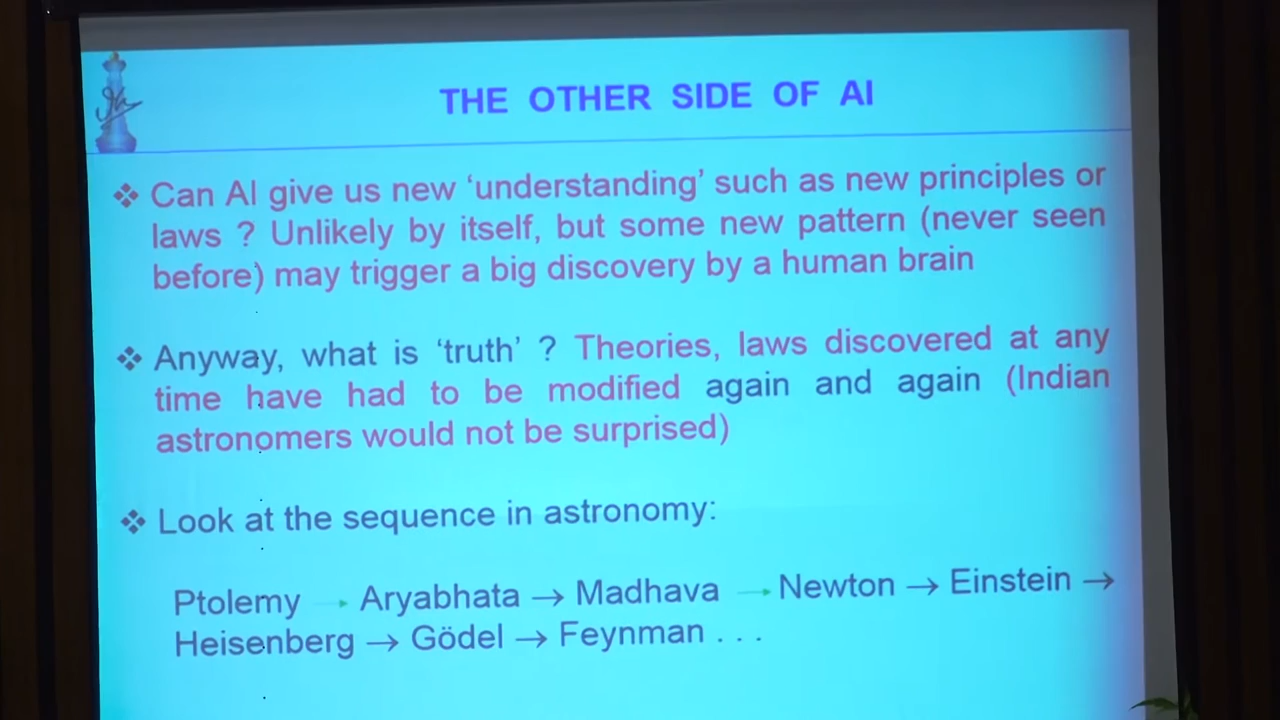 THE OTHER SIDE OF AI
❖ Can AI give us new ‘understanding’ such as new principles or
laws ? Unlikely by itself, but some new pattern (never seen
before) may trigger a big discovery by a human brain
❖ Anyway, what is ‘truth’ ? Theories, laws discovered at any
time have had to be modified again and again (Indian
astronomers would not be surprised)
❖ Look at the sequence in astronomy:
Ptolemy → Aryabhata → Madhava → Newton → Einstein →
Heisenberg → Gödel → Feynman . . .